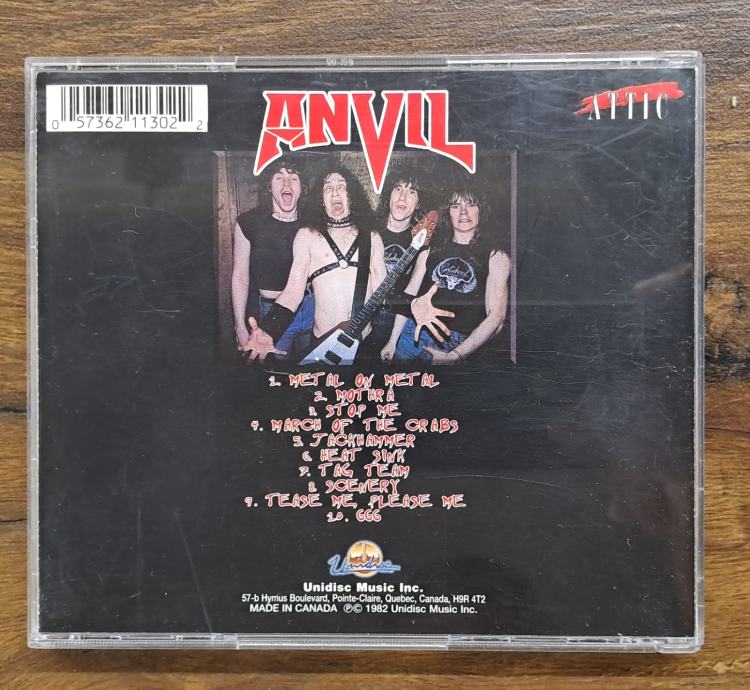 0 57362 11302 2
ANVIL
ATTIC
1. METAL ON METAL
2. MOTHRA
3. STOP ME
4. MARCH OF THE CRABS
5. JACKHAMMER
6. HEAT SINK
7. TAG TEAM
8. SCENERY
9. TEASE ME, PLEASE ME
10. 666
Unidisc
Unidisc Music Inc.
57-b Hymus Boulevard, Pointe-Claire, Quebec, Canada, H9R 4T2
MADE IN CANADA ℗© 1982 Unidisc Music Inc.